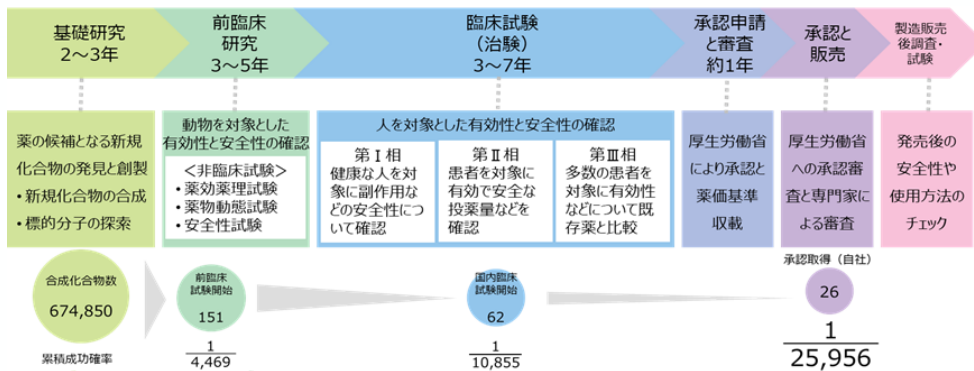 基礎研究
2～3年
前臨床
研究
3～5年
臨床試験
（治験）
3～7年
承認申請
と審査
約1年
承認と
販売
製造販売
後調査・
試験
薬の候補となる新規
化合物の発見と創製
・新規化合物の合成
・標的分子の探索
動物を対象とした
有効性と安全性の確認
＜非臨床試験＞
・薬効薬理試験
・薬物動態試験
・安全性試験
人を対象とした有効性と安全性の確認
第Ⅰ相
健康な人を対
象に副作用な
どの安全性につ
いて確認
第Ⅱ相
患者を対象に
有効で安全な
投薬量などを
確認
第Ⅲ相
多数の患者を
対象に有効性
などについて既
存薬と比較
厚生労働省
により承認と
薬価基準
収載
厚生労働省
への承認審
査と専門家に
よる審査
発売後の
安全性や
使用方法の
チェック
合成化合物数
674,850
累積成功確率
前臨床
試験開始
151
1
4,469
国内臨床
試験開始
62
1
10,855
承認取得（自社）
26
1
25,956